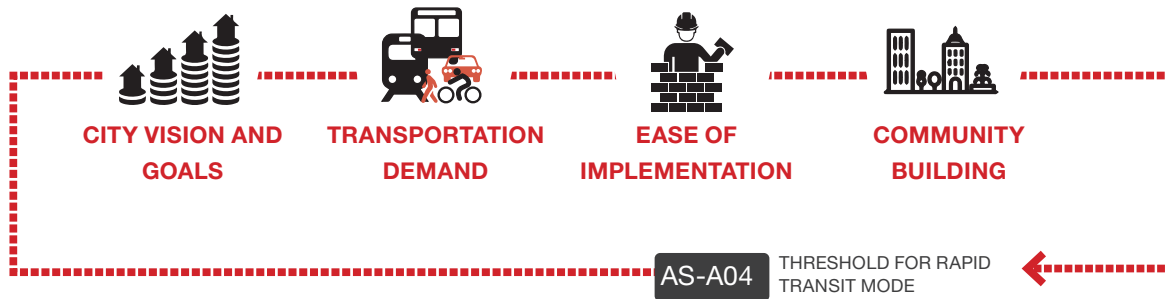 CITY VISION AND
GOALS
TRANSPORTATION
DEMAND
EASE OF
IMPLEMENTATION
COMMUNITY
BUILDING
AS-A04
THRESHOLD FOR RAPID
TRANSIT MODE